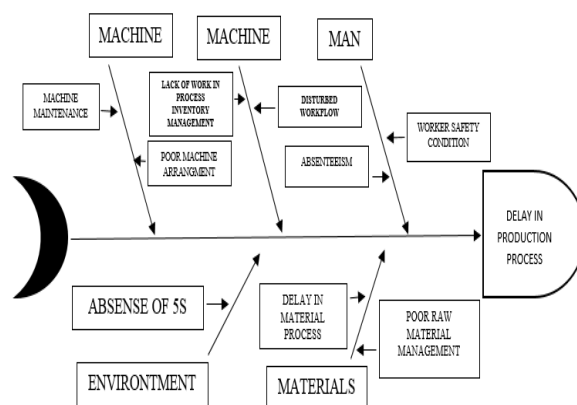 MACHINE
MACHINE
MAN
MACHINE
MAINTENANCE
LACK OF WORK IN
PROCESS
INVENTORY
MANAGEMENT
DISTURBED
WORKFLOW
WORKER SAFETY
CONDITION
POOR MACHINE
ARRANGMENT
ABSENTEEISM
DELAY IN
PRODUCTION
PROCESS
ABSENSE OF 5S
DELAY IN
MATERIAL
PROCESS
POOR RAW
MATERIAL
MANAGEMENT
ENVIRONTMENT
MATERIALS